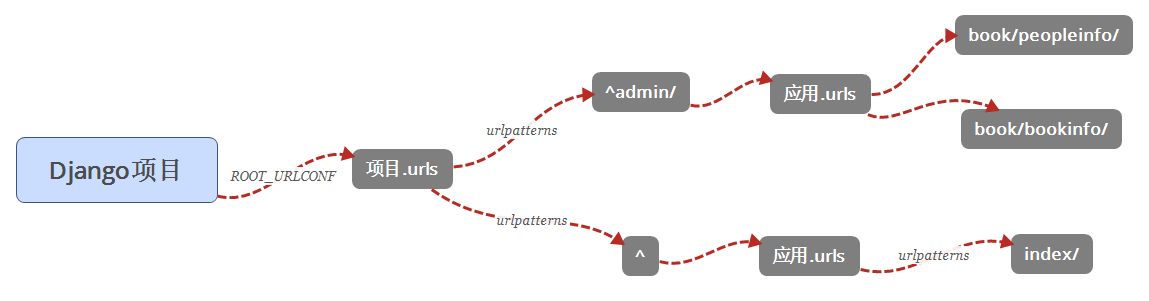 Django项目
ROOT_URLCONF
项目.urls
urlpatterns
^admin/
应用.urls
book/peopleinfo/
book/bookinfo/
urlpatterns
^
应用.urls
urlpatterns
index/